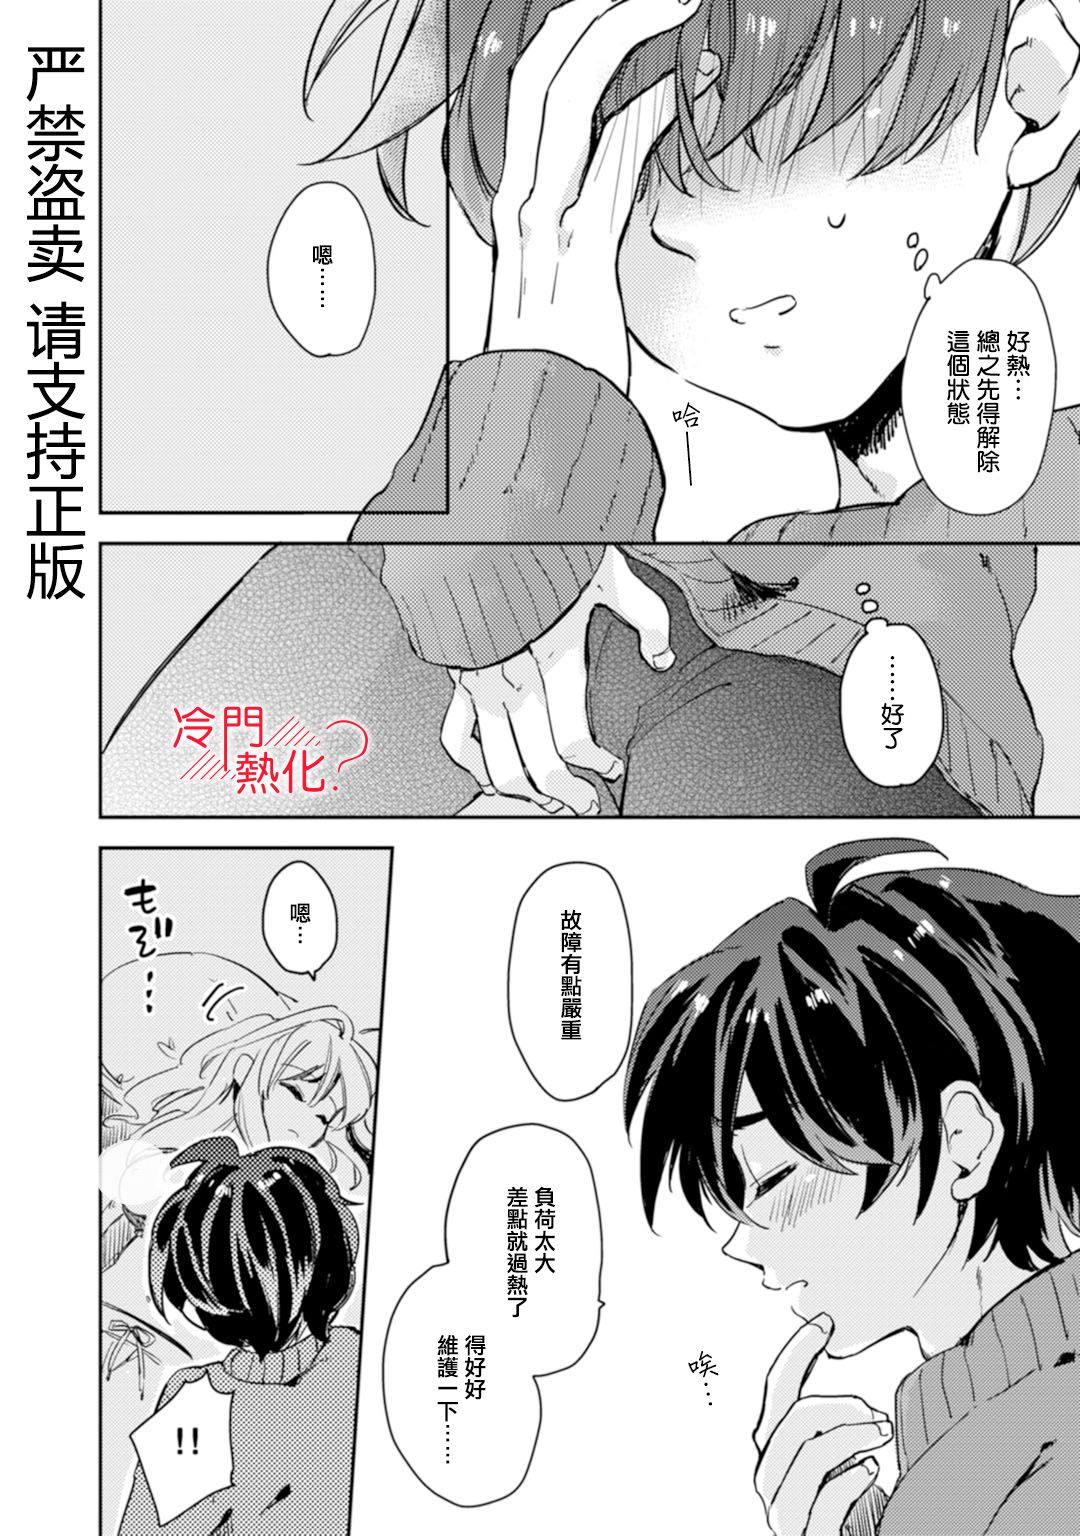 严禁盗卖 请支持正版
好熱…
總之先得解除
這個狀態
嗯……
哈——
……好了
冷門
熱化?
故障有點嚴重
負荷太大
差點就過熱了
得好好
維護一下……
唉…
嗯…
もぞ…
!!